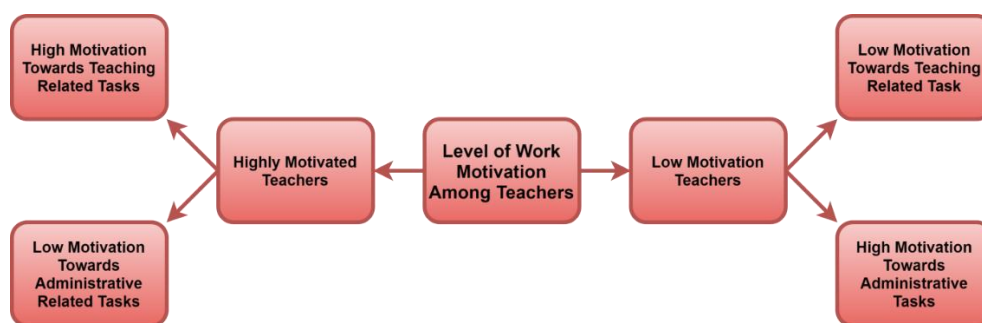 High Motivation
Towards Teaching
Related Tasks
Low Motivation
Towards Teaching
Related Task
Highly Motivated
Teachers
Level of Work
Motivation
Among Teachers
Low Motivation
Teachers
Low Motivation
Towards
Administrative
Related Tasks
High Motivation
Towards
Administrative
Tasks